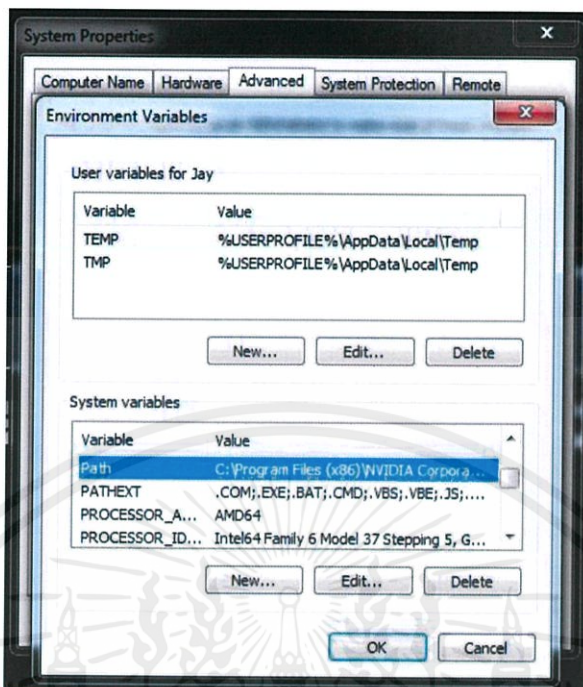 System Properties
x
Computer Name Hardware Advanced System Protection Remote
Environment Variables
x
User variables for Jay
Variable Value
TEMP %USERPROFILE%\AppData\Local\Temp
TMP %USERPROFILE%\AppData\Local\Temp
New... Edit... Delete
System variables
Variable Value
Path C:\Program Files (x86)\NVIDIA Corpora...
PATHEXT .COM;.EXE;.BAT;.CMD;.VBS;.VBE;.JS;....
PROCESSOR_A... AMD64
PROCESSOR_ID... Intel64 Family 6 Model 37 Stepping 5, G...
New... Edit... Delete
OK Cancel